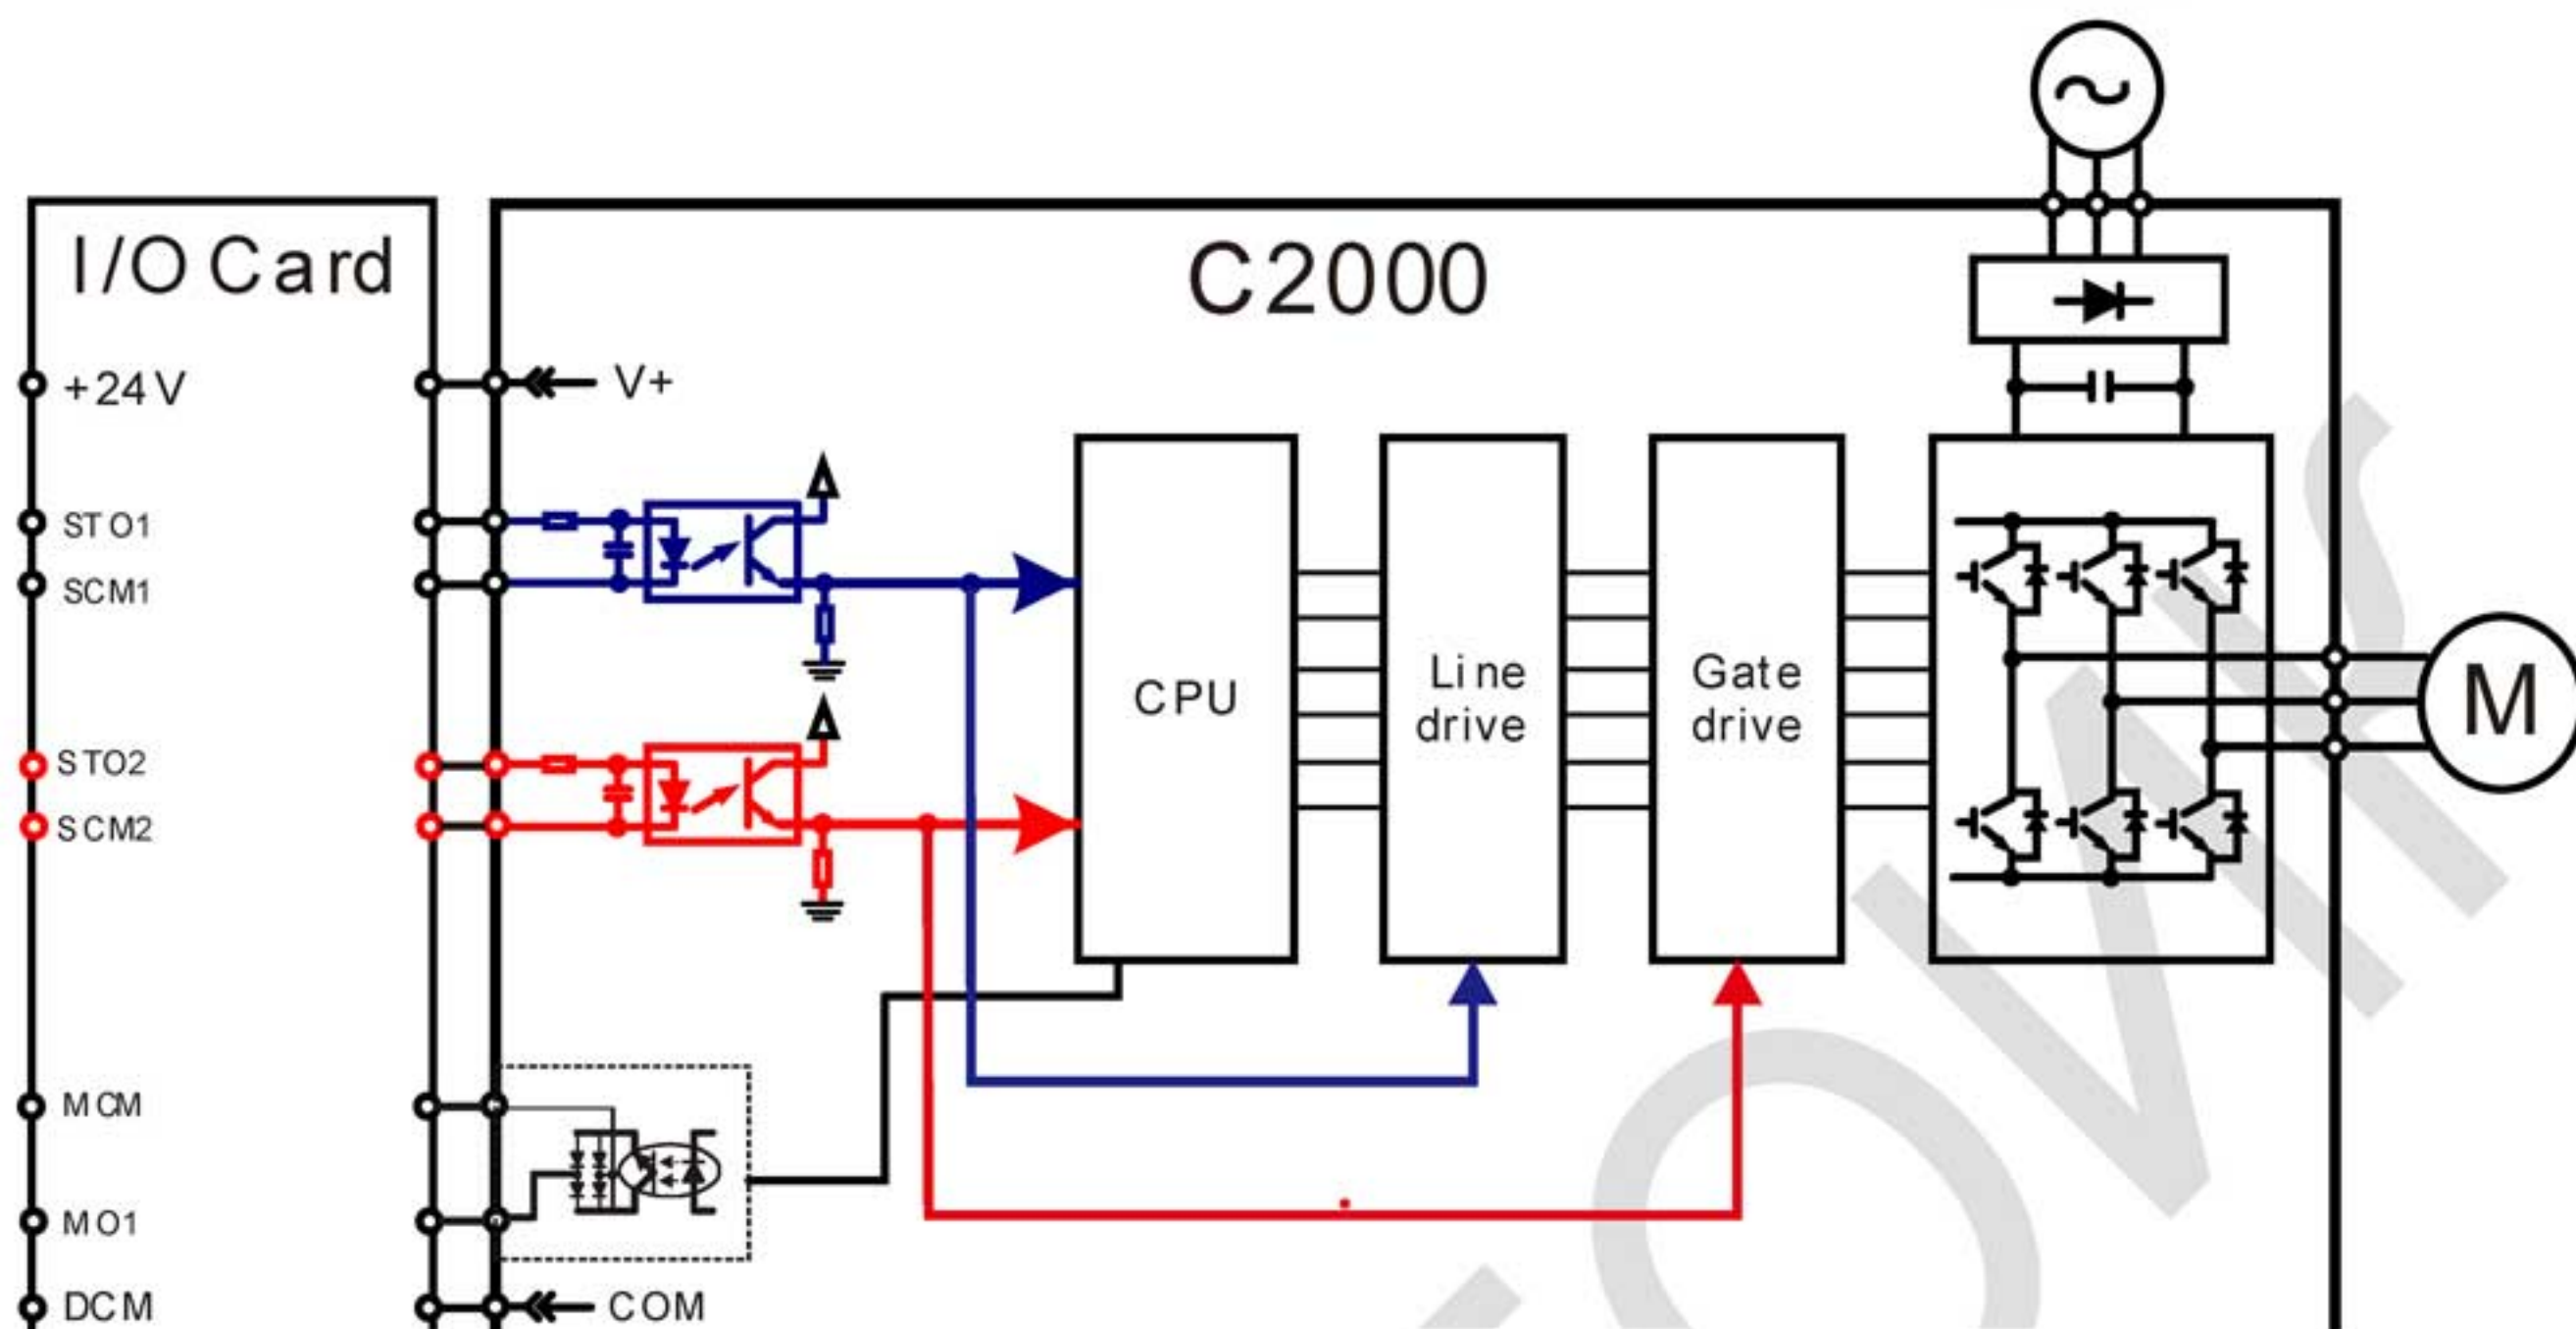 I/O Card
C2000
+24V
V+
STO1
SCM1
STO2
SCM2
CPU
Line
drive
Gate
drive
M
MCM
MO1
DCM
COM